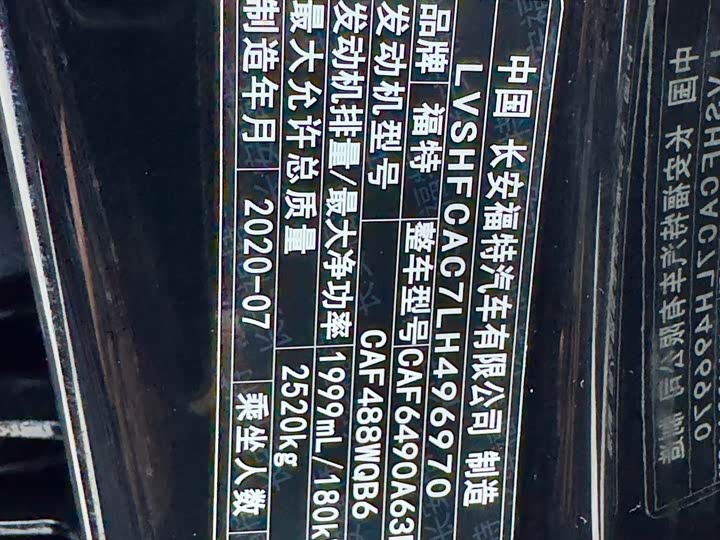 中国 长安福特汽车有限公司 制造
LVSHFCAC7LH496970
品牌 福特 整车型号 CAF6490A63
发动机型号 CAF488WQB6
发动机排量/最大净功率 1999mL/180k
最大允许总质量 2520kg
制造年月 2020-07 乘坐人数